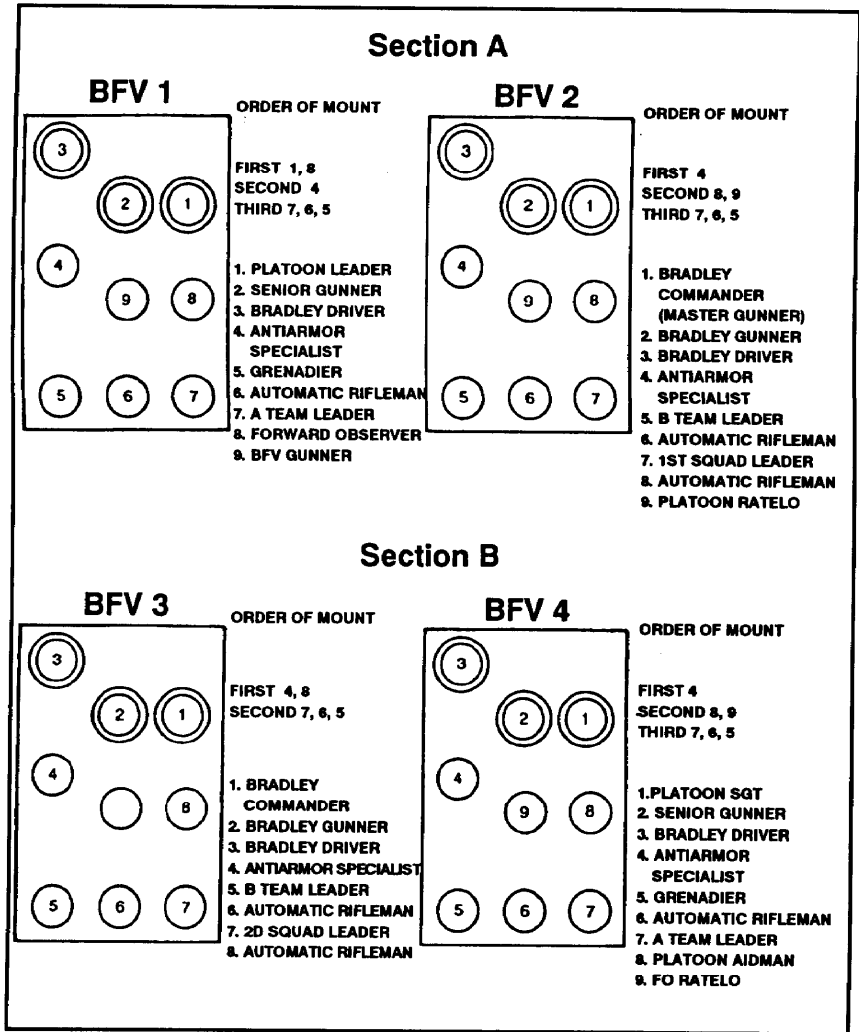 Section A
BFV 1
ORDER OF MOUNT
FIRST 1, 8
SECOND 4
THIRD 7, 6, 5
3
2 1
4
9 8
5 6 7
1. PLATOON LEADER
2. SENIOR GUNNER
3. BRADLEY DRIVER
4. ANTIARMOR
SPECIALIST
5. GRENADIER
6. AUTOMATIC RIFLEMAN
7. A TEAM LEADER
8. FORWARD OBSERVER
9. BFV GUNNER
BFV 2
ORDER OF MOUNT
FIRST 4
SECOND 8, 9
THIRD 7, 6, 5
3
2 1
4
9 8
5 6 7
1. BRADLEY
COMMANDER
(MASTER GUNNER)
2. BRADLEY GUNNER
3. BRADLEY DRIVER
4. ANTIARMOR
SPECIALIST
5. B TEAM LEADER
6. AUTOMATIC RIFLEMAN
7. 1ST SQUAD LEADER
8. AUTOMATIC RIFLEMAN
9. PLATOON RATELO
Section B
BFV 3
ORDER OF MOUNT
FIRST 4, 8
SECOND 7, 6, 5
3
2 1
4
8
5 6 7
1. BRADLEY
COMMANDER
2. BRADLEY GUNNER
3. BRADLEY DRIVER
4. ANTIARMOR SPECIALIST
5. B TEAM LEADER
6. AUTOMATIC RIFLEMAN
7. 2D SQUAD LEADER
8. AUTOMATIC RIFLEMAN
BFV 4
ORDER OF MOUNT
FIRST 4
SECOND 8, 9
THIRD 7, 6, 5
3
2 1
4
9 8
5 6 7
1.PLATOON SGT
2. SENIOR GUNNER
3. BRADLEY DRIVER
4. ANTIARMOR
SPECIALIST
5. GRENADIER
6. AUTOMATIC RIFLEMAN
7. A TEAM LEADER
8. PLATOON AIDMAN
9. FO RATELO